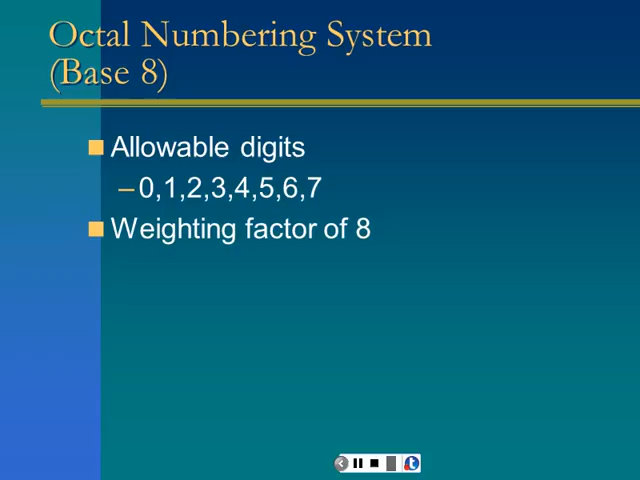 Octal Numbering System
(Base 8)
Allowable digits
–0,1,2,3,4,5,6,7
Weighting factor of 8